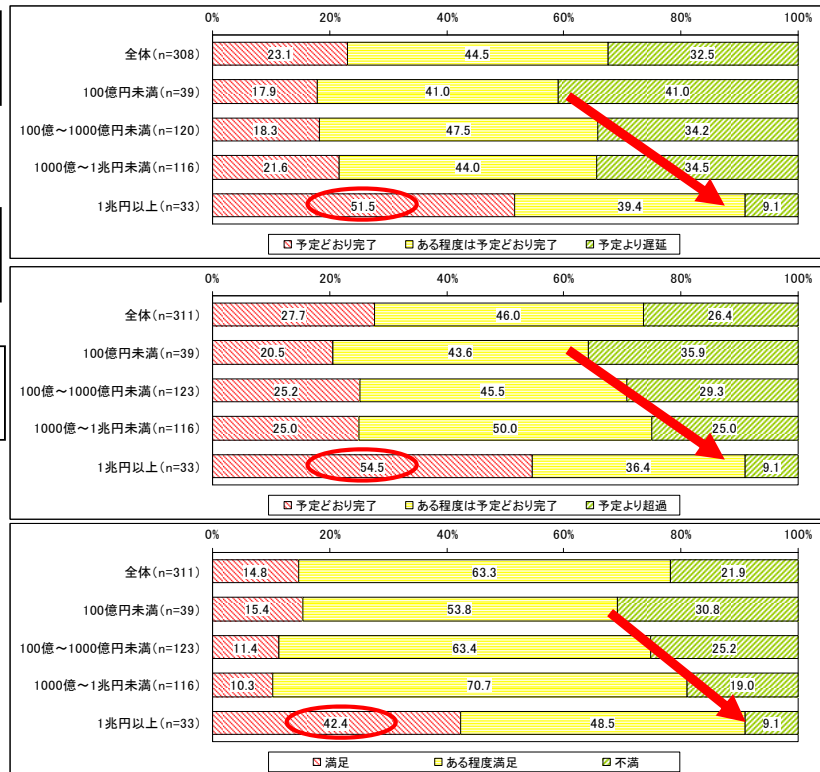 0% 20% 40% 60% 80% 100%
全体(n=308) 23.1 44.5 32.5
100億円未満(n=39) 17.9 41.0 41.0
100億～1000億円未満(n=120) 18.3 47.5 34.2
1000億～1兆円未満(n=116) 21.6 44.0 34.5
1兆円以上(n=33) 51.5 39.4 9.1
予定どおり完了 ある程度は予定どおり完了 予定より遅延
0% 20% 40% 60% 80% 100%
全体(n=311) 27.7 46.0 26.4
100億円未満(n=39) 20.5 43.6 35.9
100億～1000億円未満(n=123) 25.2 45.5 29.3
1000億～1兆円未満(n=116) 25.0 50.0 25.0
1兆円以上(n=33) 54.5 36.4 9.1
予定どおり完了 ある程度は予定どおり完了 予定より超過
0% 20% 40% 60% 80% 100%
全体(n=311) 14.8 63.3 21.9
100億円未満(n=39) 15.4 53.8 30.8
100億～1000億円未満(n=123) 11.4 63.4 25.2
1000億～1兆円未満(n=116) 10.3 70.7 19.0
1兆円以上(n=33) 42.4 48.5 9.1
満足 ある程度満足 不満